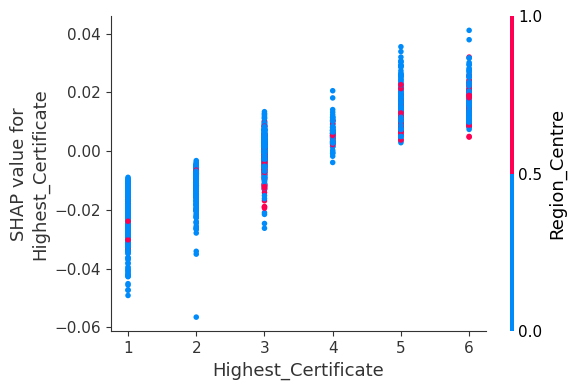 0.04
0.02
0.00
−0.02
−0.04
−0.06
SHAP value for
Highest_Certificate
1 2 3 4 5 6
Highest_Certificate
1.0
0.5
0.0
Region_Centre